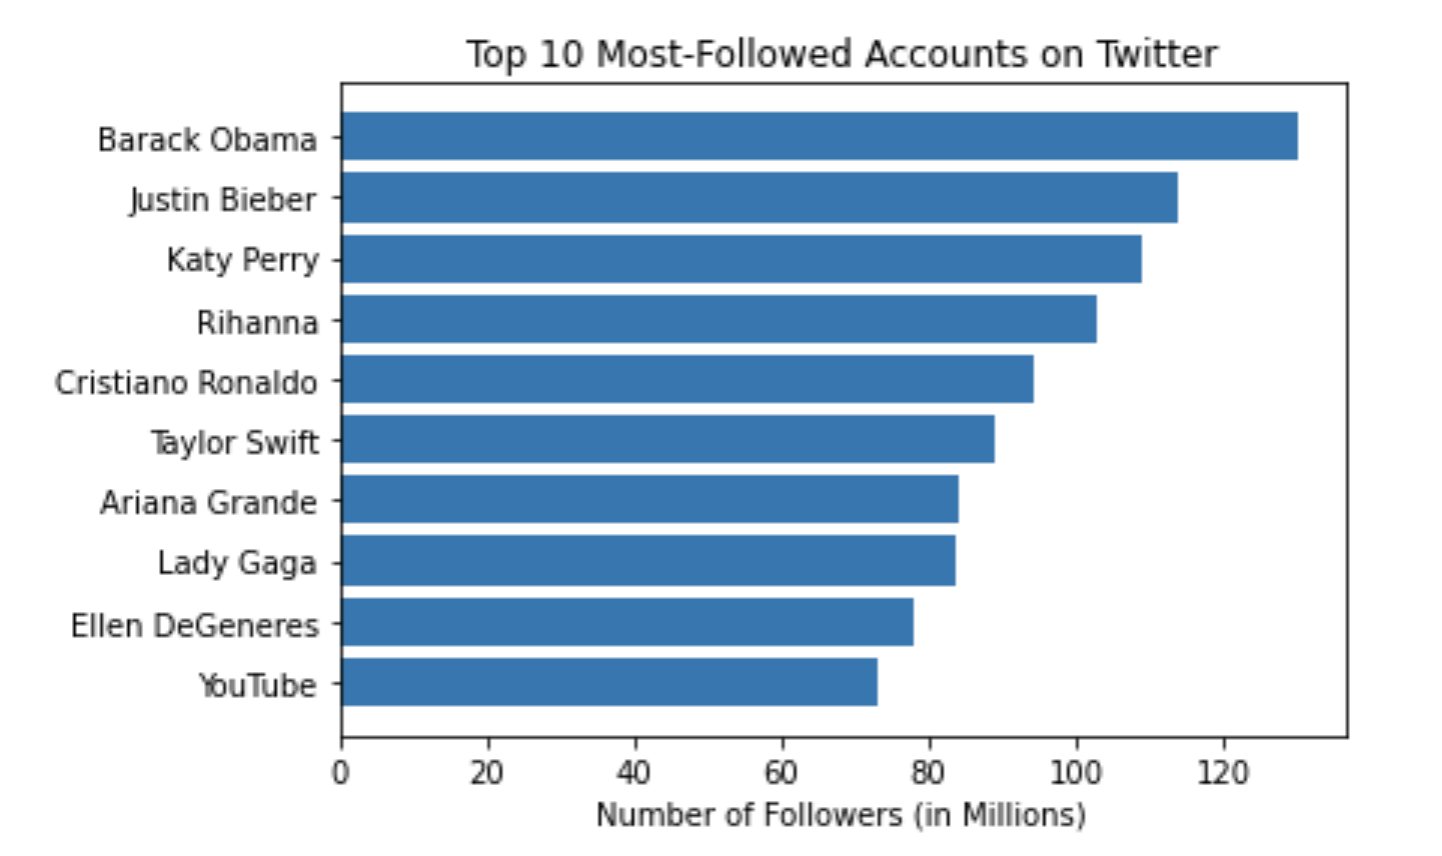 Top 10 Most-Followed Accounts on Twitter
Barack Obama
Justin Bieber
Katy Perry
Rihanna
Cristiano Ronaldo
Taylor Swift
Ariana Grande
Lady Gaga
Ellen DeGeneres
YouTube
0 20 40 60 80 100 120
Number of Followers (in Millions)